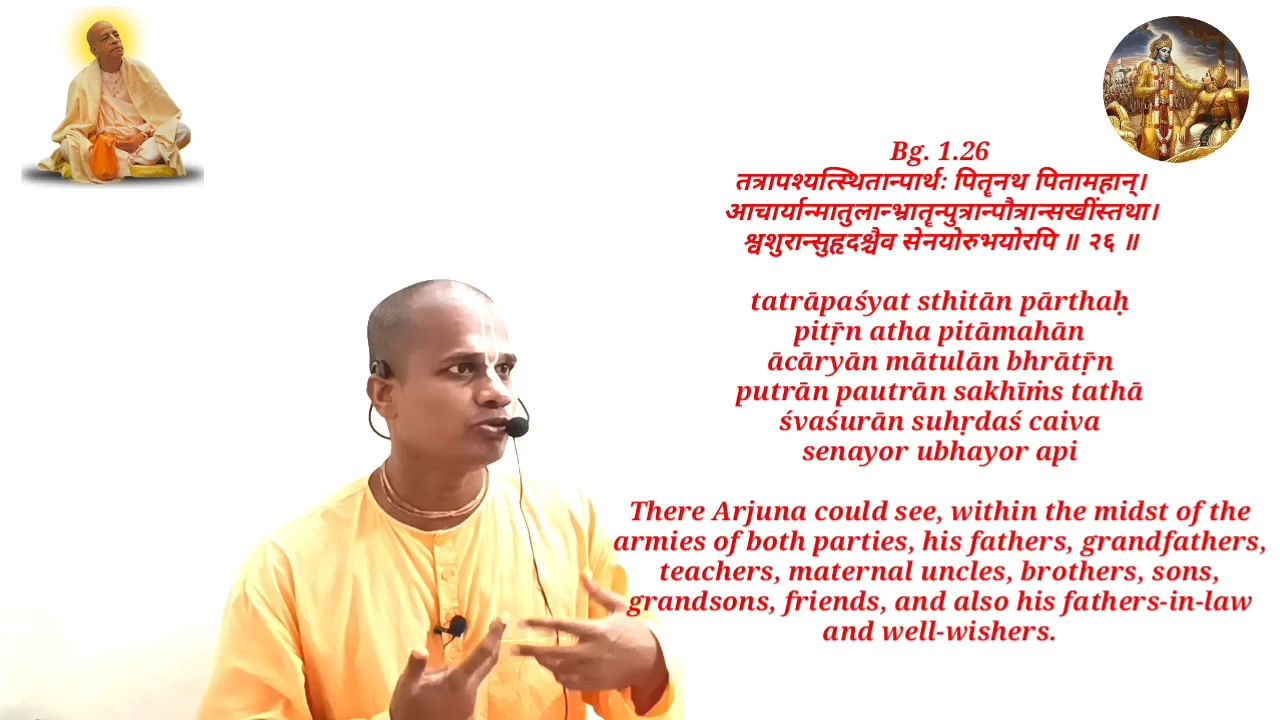 Bg. 1.26
तत्रापश्यत्स्थितान्पार्थः पितॄनथ पितामहान्।
आचार्यान्मातुलान्भ्रातॄन्पुत्रान्पौत्रान्सखींस्तथा।
श्वशुरान्सुहृदश्चैव सेनयोरुभयोरपि ॥ २६ ॥
tatrāpaśyat sthitān pārthaḥ
pitṝn atha pitāmahān
ācāryān mātulān bhrātṝn
putrān pautrān sakhīṁs tathā
śvaśurān suhṛdaś caiva
senayor ubhayor api
There Arjuna could see, within the midst of the
armies of both parties, his fathers, grandfathers,
teachers, maternal uncles, brothers, sons,
grandsons, friends, and also his fathers-in-law
and well-wishers.